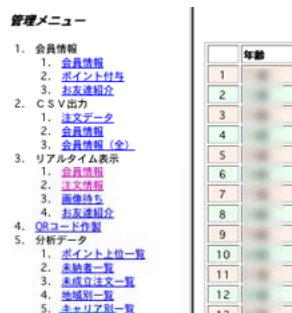 管理メニュー
1. 会員情報
1. 会員情報
2. ポイント付与
3. お友達紹介
2. ＣＳＶ出力
1. 注文データ
2. 会員情報
3. 会員情報（全）
3. リアルタイム表示
1. 会員情報
2. 注文情報
3. 画像待ち
4. お友達紹介
4. QRコード作製
5. 分析データ
1. ポイント上位一覧
2. 未納者一覧
3. 未成立注文一覧
4. 地域別一覧
5. キャリア別一覧
年齢
1
2
3
4
5
6
7
8
9
10
11
12